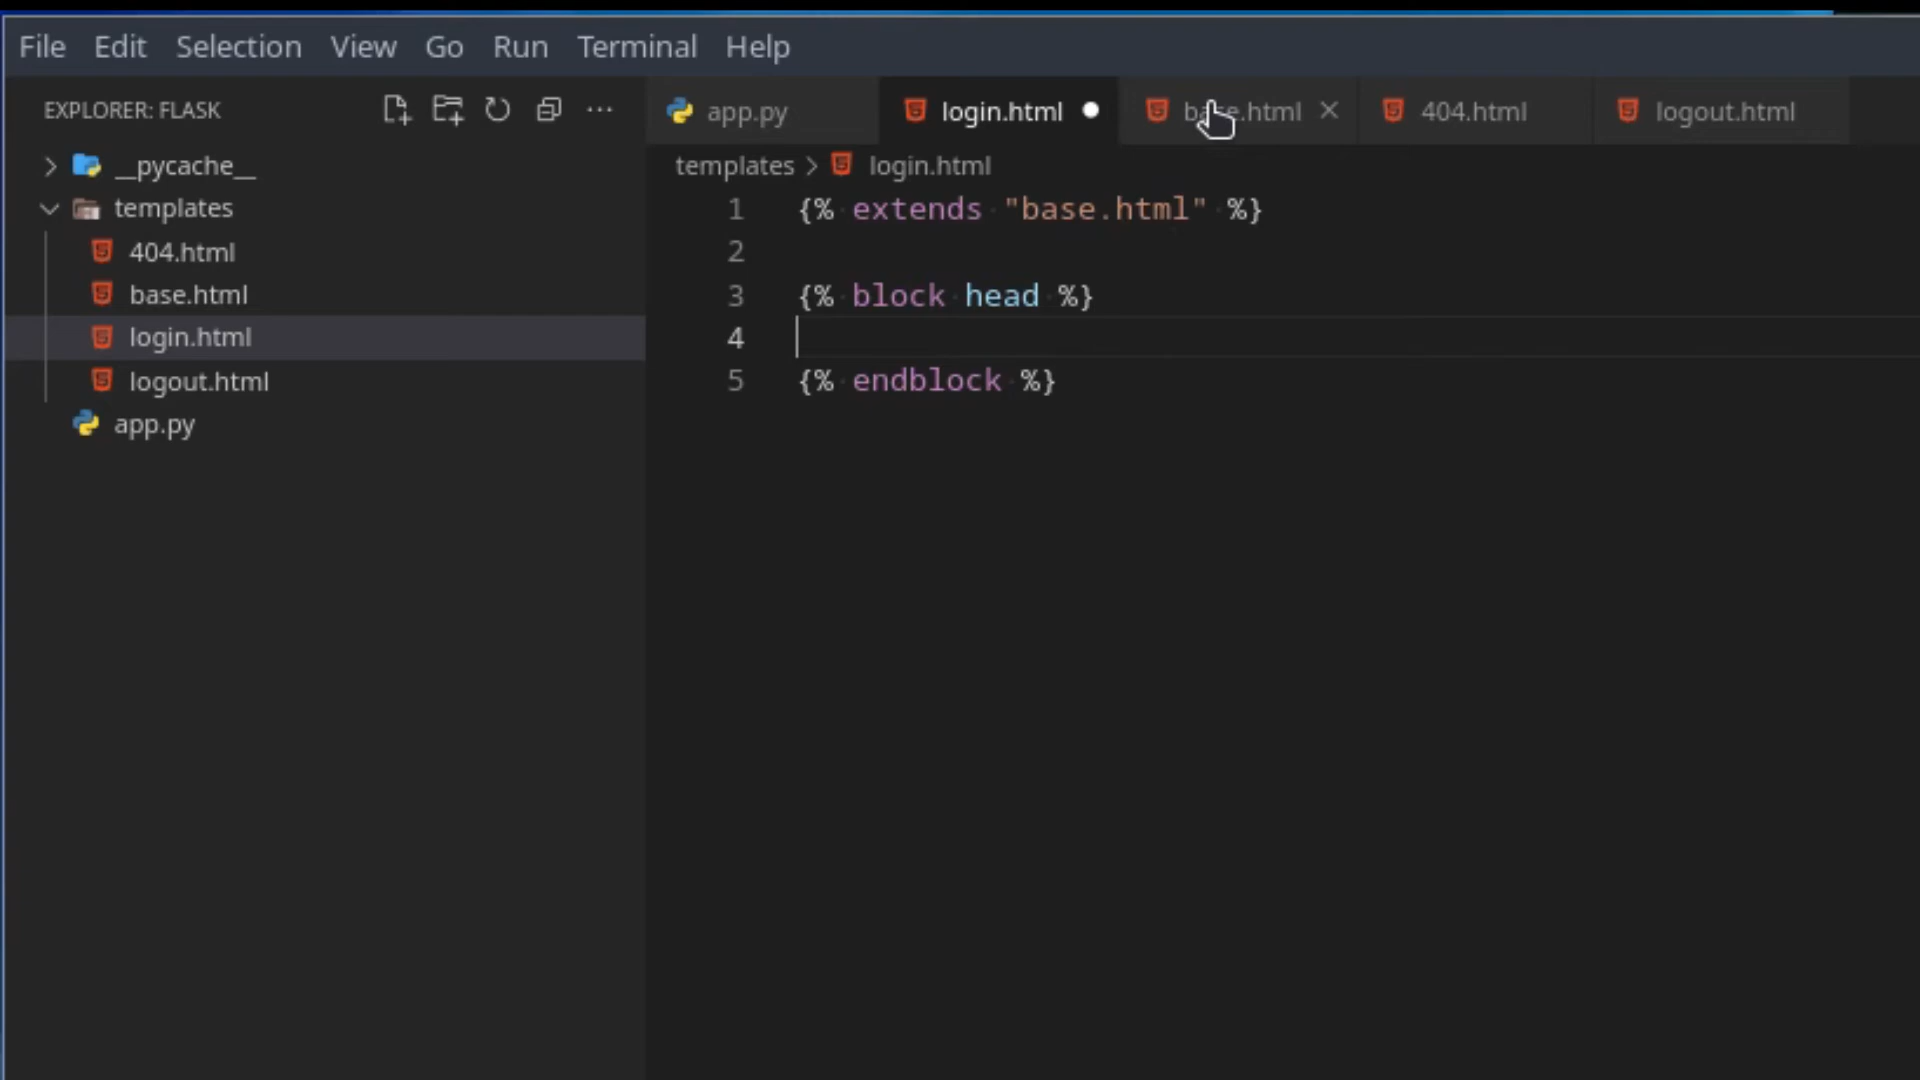 File Edit Selection View Go Run Terminal Help
EXPLORER: FLASK
__pycache__
templates
404.html
base.html
login.html
logout.html
app.py
app.py login.html base.html 404.html logout.html
templates > login.html
1 {% extends "base.html" %}
2
3 {% block head %}
4
5 {% endblock %}